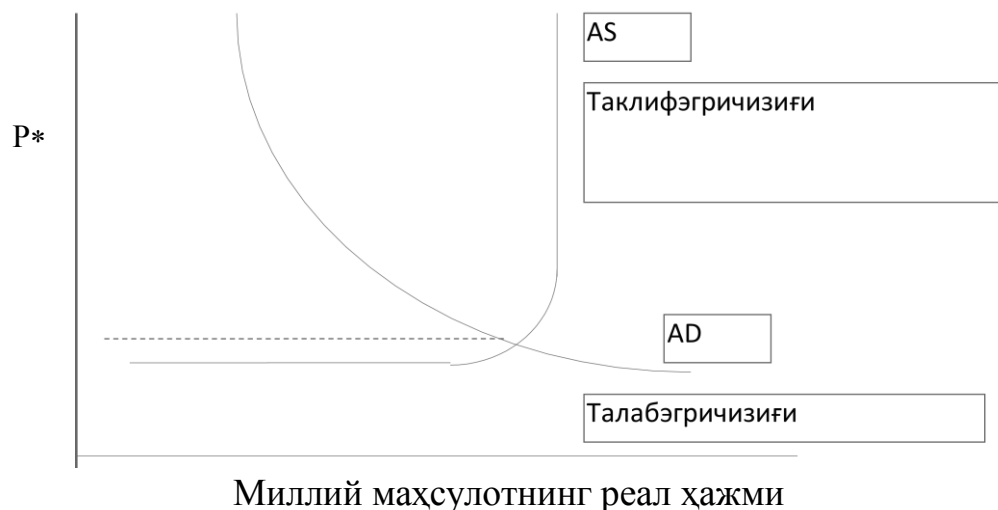 AS
Таклифэгричизиғи
P*
AD
Талабэгричизиғи
Миллий маҳсулотнинг реал ҳажми